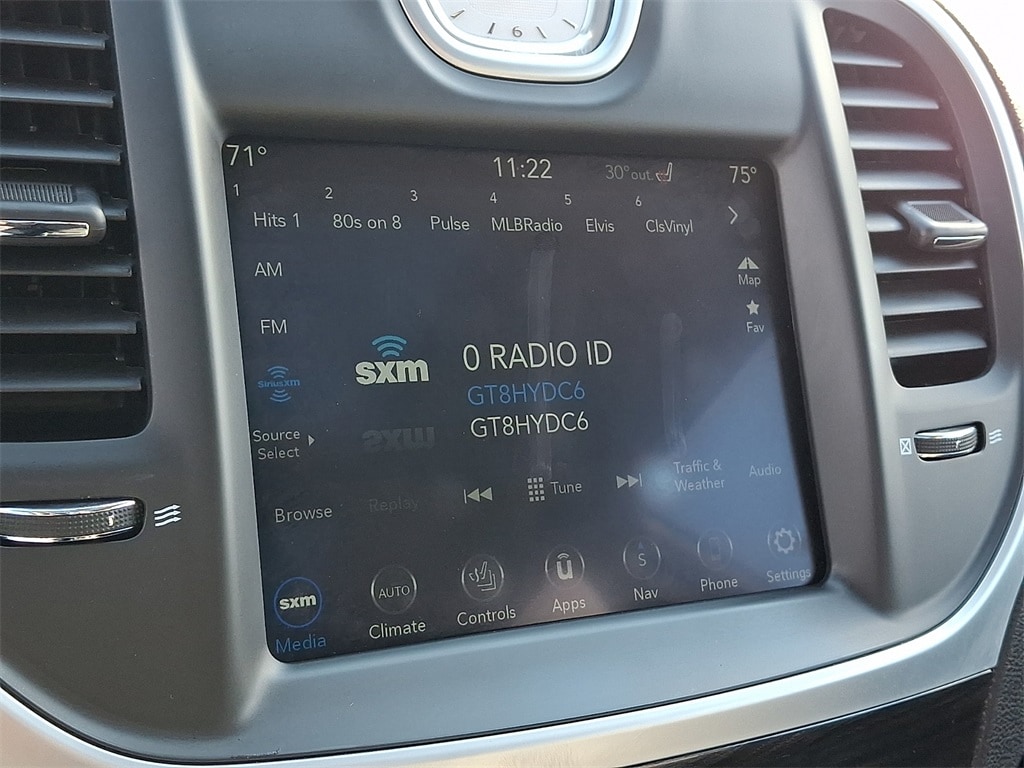 6
71° 11:22 30°out. 75°
1 2 3 4 5 6
Hits 1 80s on 8 Pulse MLBRadio Elvis ClsVinyl
AM
Map
FM
Fav
SiriusXM
sxm
0 RADIO ID
GT8HYDC6
GT8HYDC6
Source
Select
Browse
Replay
Tune
Traffic &
Weather
Audio
sxm
Media
AUTO
Climate
Controls
u
Apps
S
Nav
Phone
Settings